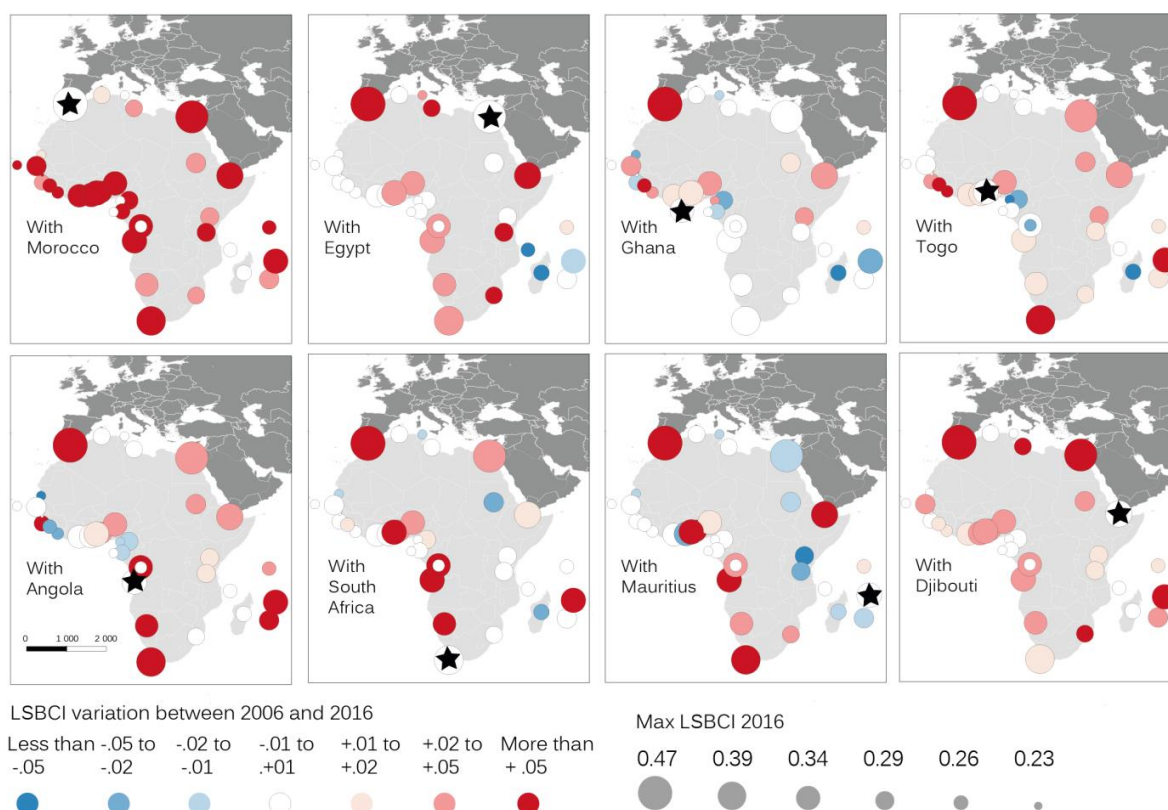 With
Morocco
With
Egypt
With
Ghana
With
Togo
With
Angola
0 1 000 2 000
With
South
Africa
With
Mauritius
With
Djibouti
LSBCI variation between 2006 and 2016
Less than -.05 to -.02 to -.01 to +.01 to +.02 to More than
-.05 -.02 -.01 .+01 +.02 +.05 + .05
Max LSBCI 2016
0.47 0.39 0.34 0.29 0.26 0.23